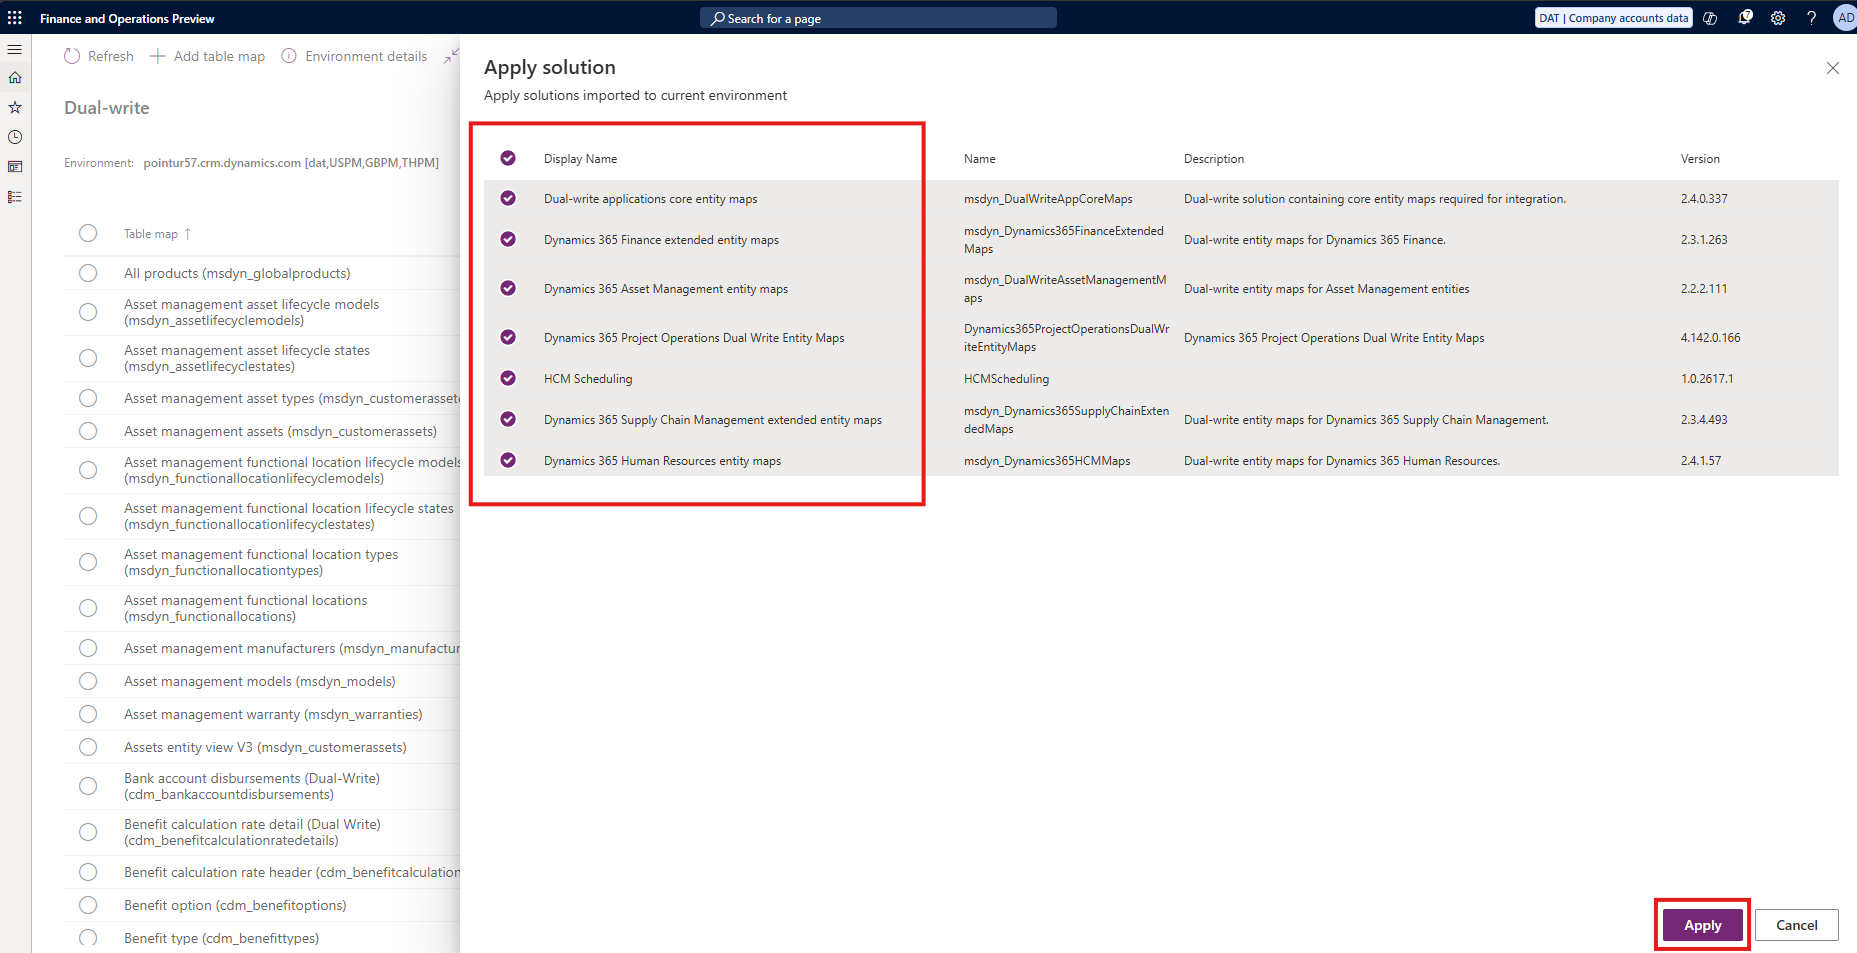 Finance and Operations Preview
Search for a page
DAT | Company accounts data
7
?
AD
Refresh
Add table map
Environment details
Dual-write
Environment: pointur57.crm.dynamics.com [dat,USPM,GBPM,THPM]
Table map ↑
All products (msdyn_globalproducts)
Asset management asset lifecycle models
(msdyn_assetlifecyclemodels)
Asset management asset lifecycle states
(msdyn_assetlifecyclestates)
Asset management asset types (msdyn_customerassetc
Asset management assets (msdyn_customerassets)
Asset management functional location lifecycle models
(msdyn_functionallocationlifecyclemodels)
Asset management functional location lifecycle states
(msdyn_functionallocationlifecyclestates)
Asset management functional location types
(msdyn_functionallocationtypes)
Asset management functional locations
(msdyn_functionallocations)
Asset management manufacturers (msdyn_manufactur
Asset management models (msdyn_models)
Asset management warranty (msdyn_warranties)
Assets entity view V3 (msdyn_customerassets)
Bank account disbursements (Dual-Write)
(cdm_bankaccountdisbursements)
Benefit calculation rate detail (Dual Write)
(cdm_benefitcalculationratedetails)
Benefit calculation rate header (cdm_benefitcalculation
Benefit option (cdm_benefitoptions)
Benefit type (cdm_benefittypes)
Apply solution
Apply solutions imported to current environment
Display Name Name Description Version
Dual-write applications core entity maps msdyn_DualWriteAppCoreMaps Dual-write solution containing core entity maps required for integration. 2.4.0.337
Dynamics 365 Finance extended entity maps msdyn_Dynamics365FinanceExtended
Maps Dual-write entity maps for Dynamics 365 Finance. 2.3.1.263
Dynamics 365 Asset Management entity maps msdyn_DualWriteAssetManagementM
aps Dual-write entity maps for Asset Management entities 2.2.2.111
Dynamics 365 Project Operations Dual Write Entity Maps Dynamics365ProjectOperationsDualWr
iteEntityMaps Dynamics 365 Project Operations Dual Write Entity Maps 4.142.0.166
HCM Scheduling HCMScheduling 1.0.2617.1
Dynamics 365 Supply Chain Management extended entity maps msdyn_Dynamics365SupplyChainExten
dedMaps Dual-write entity maps for Dynamics 365 Supply Chain Management. 2.3.4.493
Dynamics 365 Human Resources entity maps msdyn_Dynamics365HCMMaps Dual-write entity maps for Dynamics 365 Human Resources. 2.4.1.57
Apply
Cancel